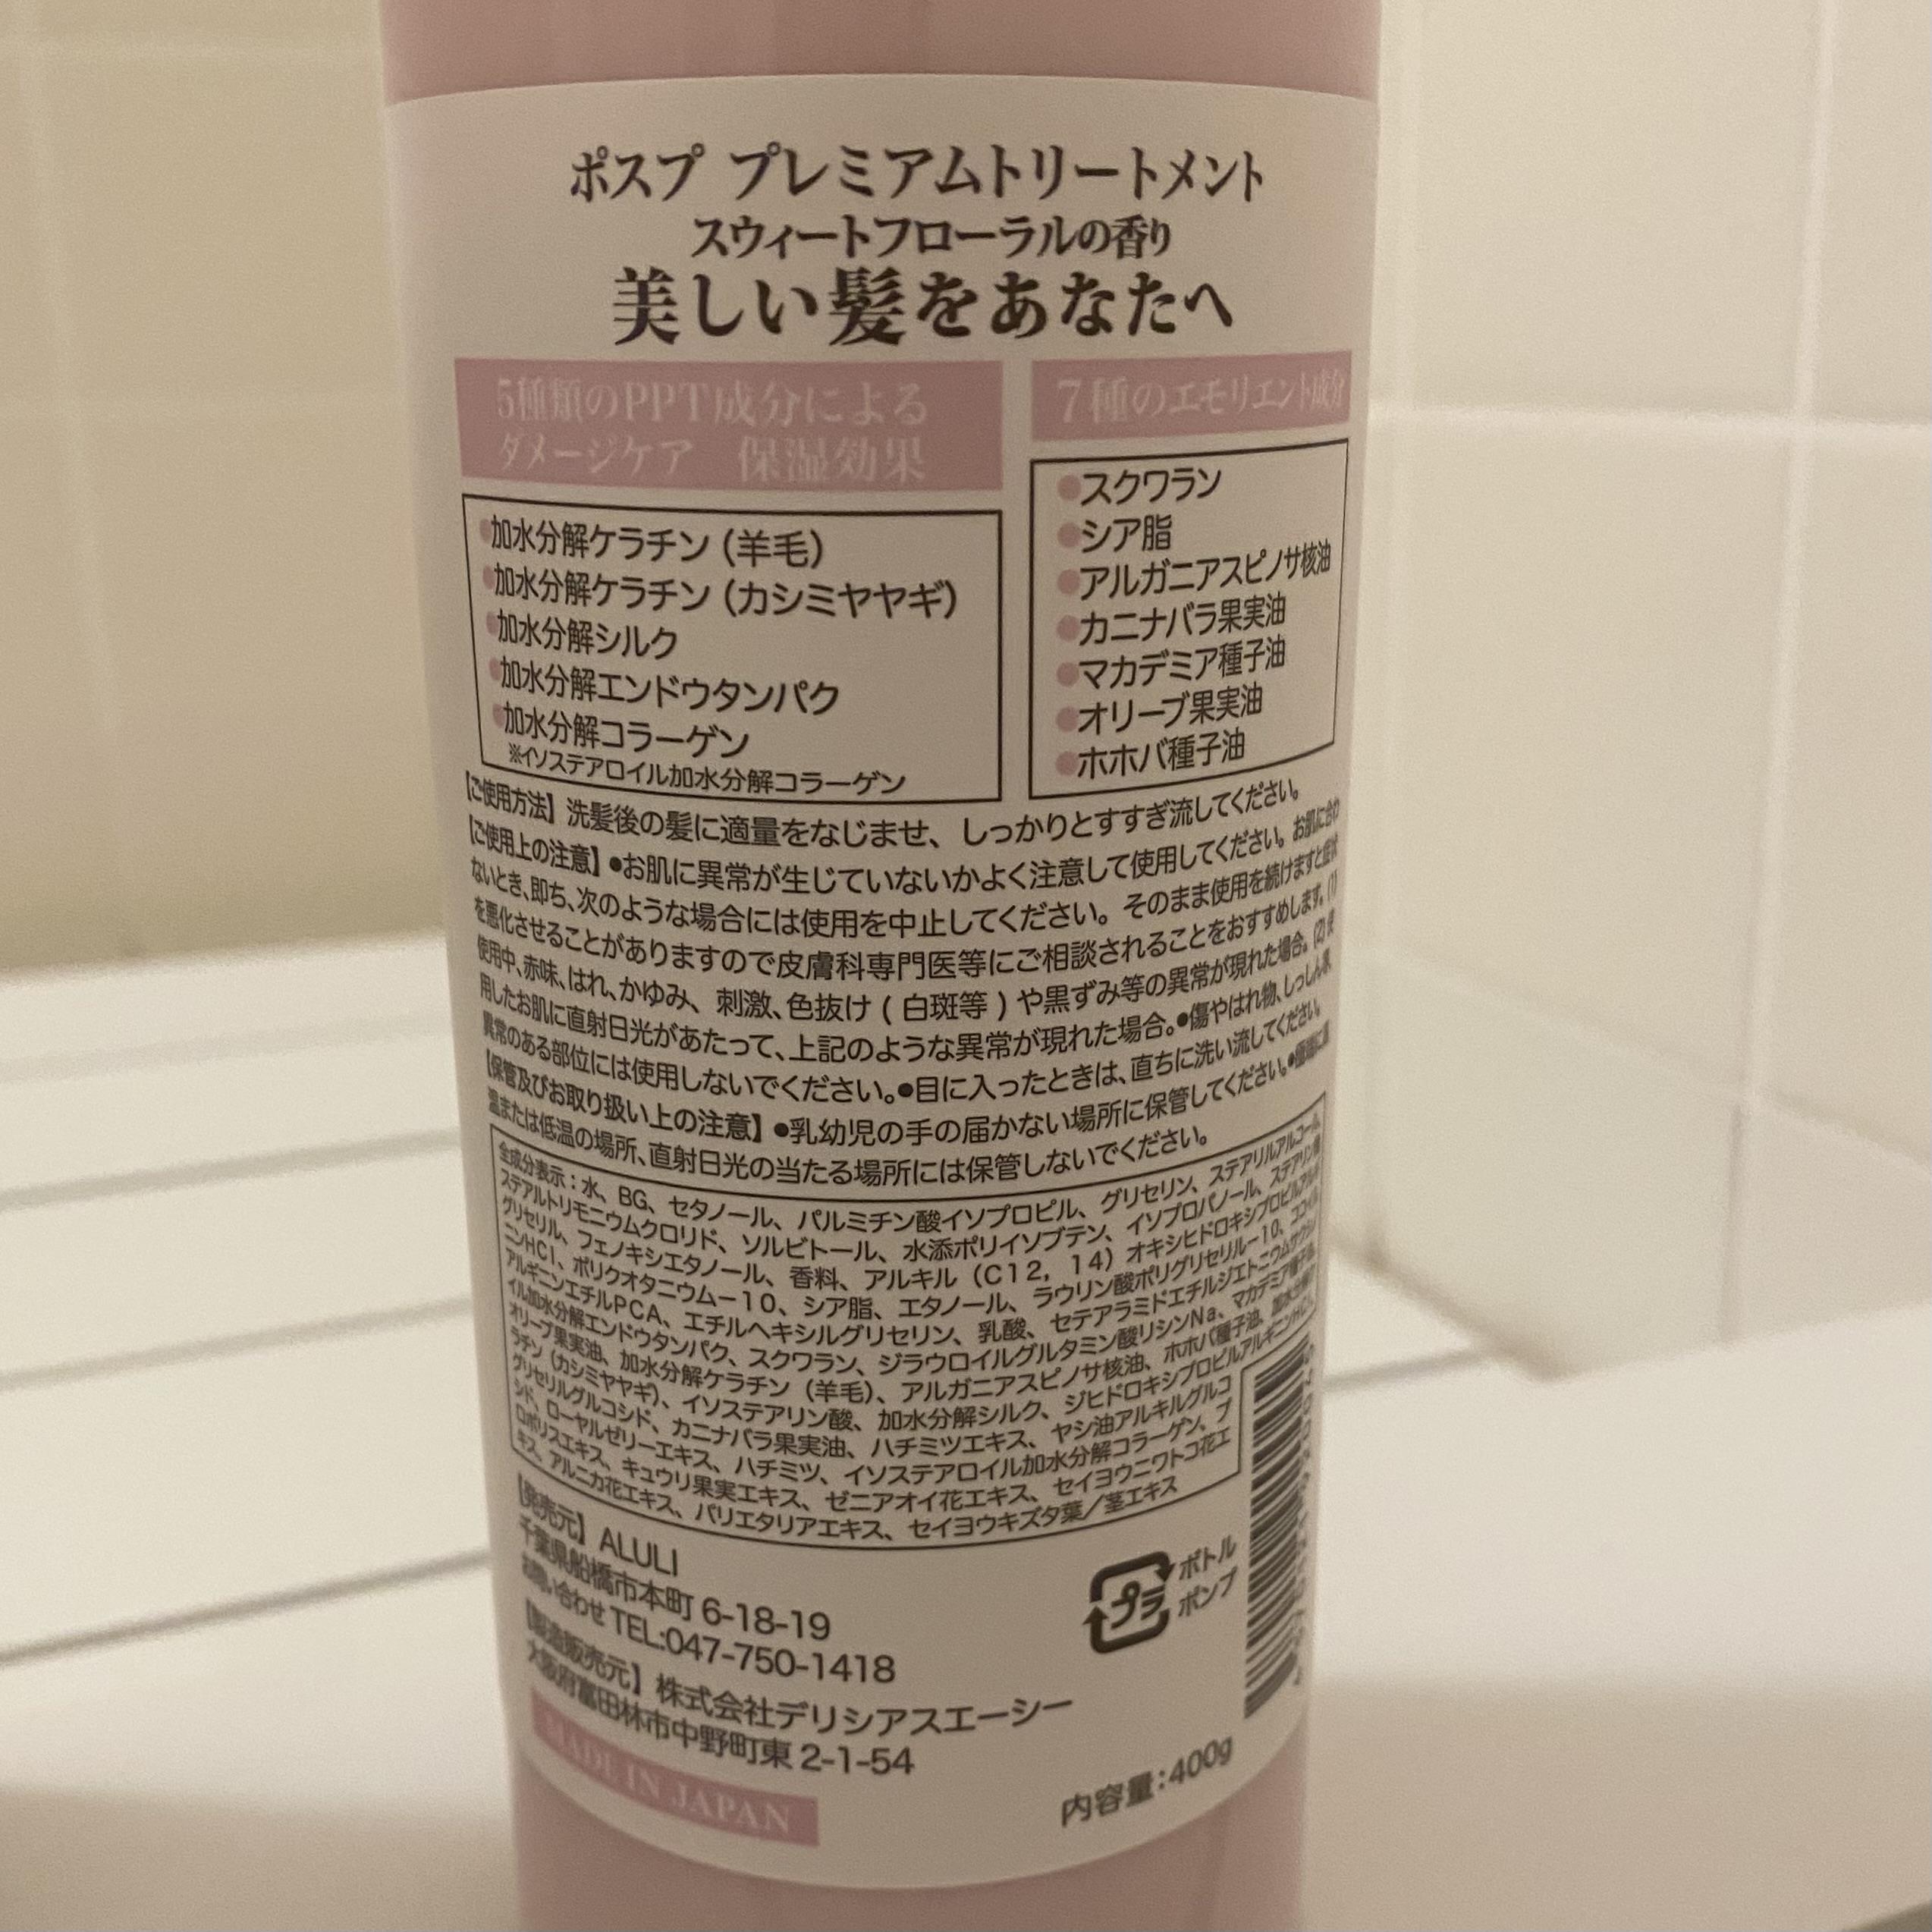 ポスプ プレミアムトリートメント
スウィートフローラルの香り
美しい髪をあなたへ
5種類のPPT成分による
ダメージケア　保湿効果
●加水分解ケラチン（羊毛）
●加水分解ケラチン（カシミヤヤギ）
●加水分解シルク
●加水分解エンドウタンパク
●加水分解コラーゲン
※イソステアロイル加水分解コラーゲン
7種のエモリエント成分
●スクワラン
●シア脂
●アルガニアスピノサ核油
●カニナバラ果実油
●マカデミア種子油
●オリーブ果実油
●ホホバ種子油
【ご使用方法】洗髪後の髪に適量をなじませ、しっかりとすすぎ流してください。
【ご使用上の注意】●お肌に異常が生じていないかよく注意して使用してください。お肌に合わ
ないとき、即ち、次のような場合には使用を中止してください。そのまま使用を続けますと症状
を悪化させることがありますので皮膚科専門医等にご相談されることをおすすめします。(1)
使用中、赤味、はれ、かゆみ、刺激、色抜け(白斑等)や黒ずみ等の異常が現れた場合。(2)使
用したお肌に直射日光があたって、上記のような異常が現れた場合。●傷やはれ物、しっしん等、
異常のある部位には使用しないでください。●目に入ったときは、直ちに洗い流してください。
【保管及びお取り扱い上の注意】●乳幼児の手の届かない場所に保管してください。●極端に高
温または低温の場所、直射日光の当たる場所には保管しないでください。
全成分表示：水、BG、セタノール、パルミチン酸イソプロピル、グリセリン、ステアリルアルコール、
ステアルトリモニウムクロリド、ソルビトール、水添ポリイソブテン、イソプロパノール、ステアリン酸
グリセリル、フェノキシエタノール、香料、アルキル（C12，14）オキシヒドロキシプロピルアルギ
ニンHCl、ポリクオタニウム－10、シア脂、エタノール、ラウリン酸ポリグリセリル－10、ココイル
アルギニンエチルPCA、エチルヘキシルグリセリン、乳酸、セテアラミドエチルジエトニウムサクシノ
イル加水分解エンドウタンパク、スクワラン、ジラウロイルグルタミン酸リシンNa、マカデミア種子油、
オリーブ果実油、加水分解ケラチン（羊毛）、アルガニアスピノサ核油、ホホバ種子油、加水分解ケ
ラチン（カシミヤヤギ）、イソステアリン酸、加水分解シルク、ジヒドロキシプロピルアルギニンHCl、
グリセリルグルコシド、カニナバラ果実油、ハチミツエキス、ヤシ油アルキルグルコ
シド、ローヤルゼリーエキス、ハチミツ、イソステアロイル加水分解コラーゲン、プ
ロポリスエキス、キュウリ果実エキス、ゼニアオイ花エキス、セイヨウニワトコ花エ
キス、アルニカ花エキス、パリエタリアエキス、セイヨウキズタ葉／茎エキス
【発売元】ALULI
千葉県船橋市本町 6-18-19
お問い合わせ TEL:047-750-1418
【製造販売元】株式会社デリシアスエーシー
大阪府富田林市中野町東 2-1-54
MADE IN JAPAN
プラ
ボトル
ポンプ
内容量：400g